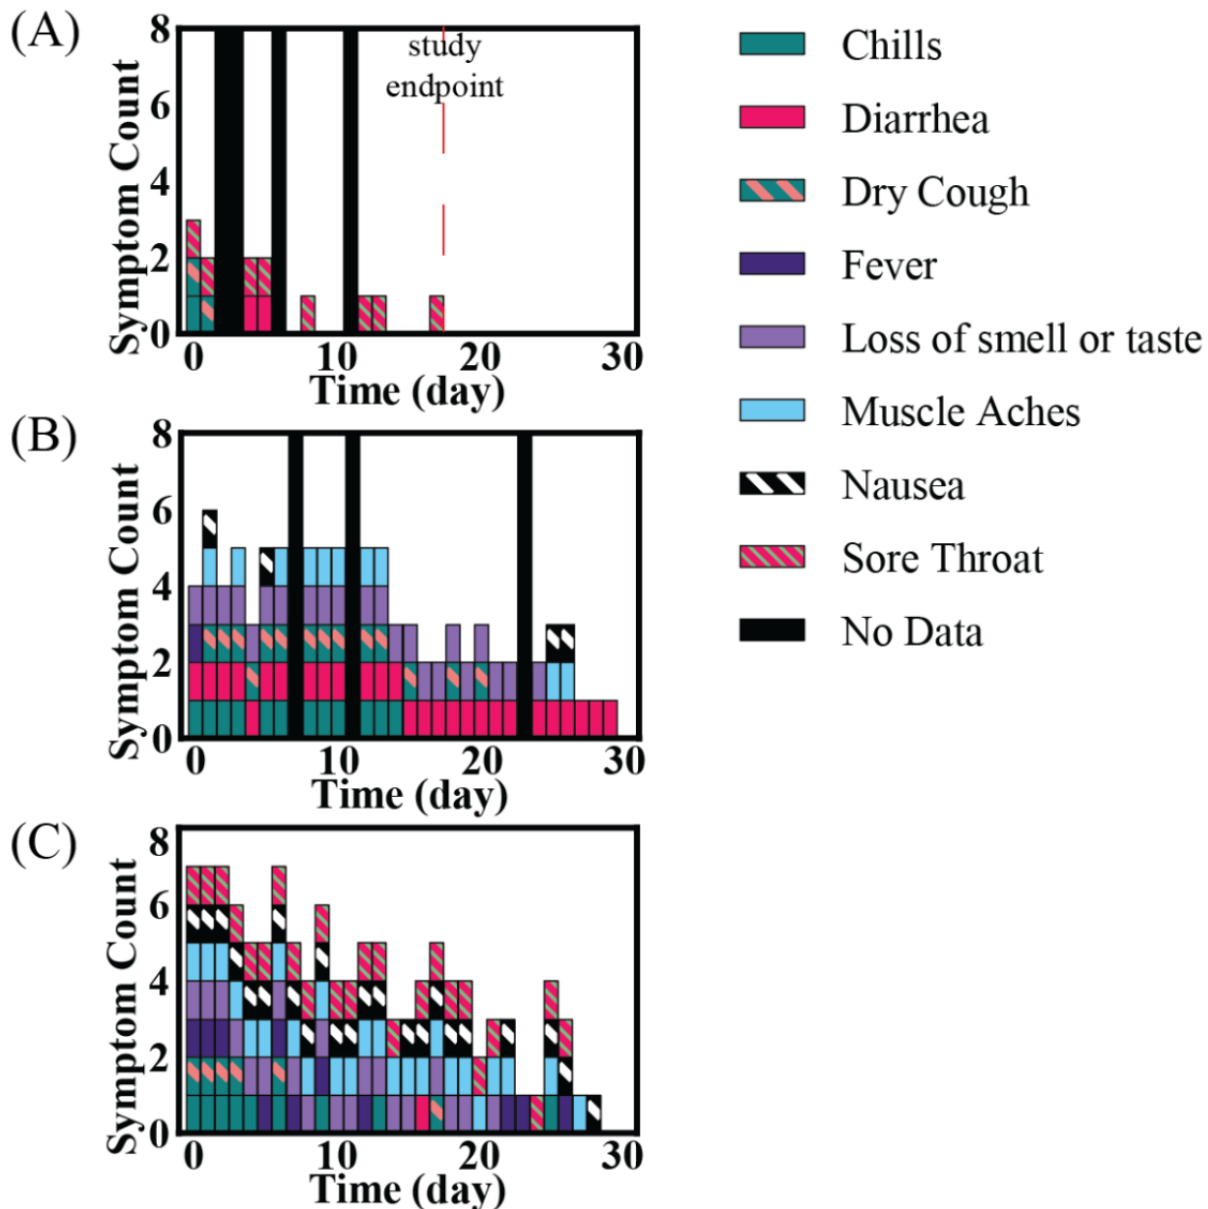 (A)
8
6
4
2
0
Symptom Count
study
endpoint
0
10
20
30
Time (day)
(B)
8
6
4
2
0
Symptom Count
0
10
20
30
Time (day)
(C)
8
6
4
2
0
Symptom Count
0
10
20
30
Time (day)
Chills
Diarrhea
Dry Cough
Fever
Loss of smell or taste
Muscle Aches
Nausea
Sore Throat
No Data